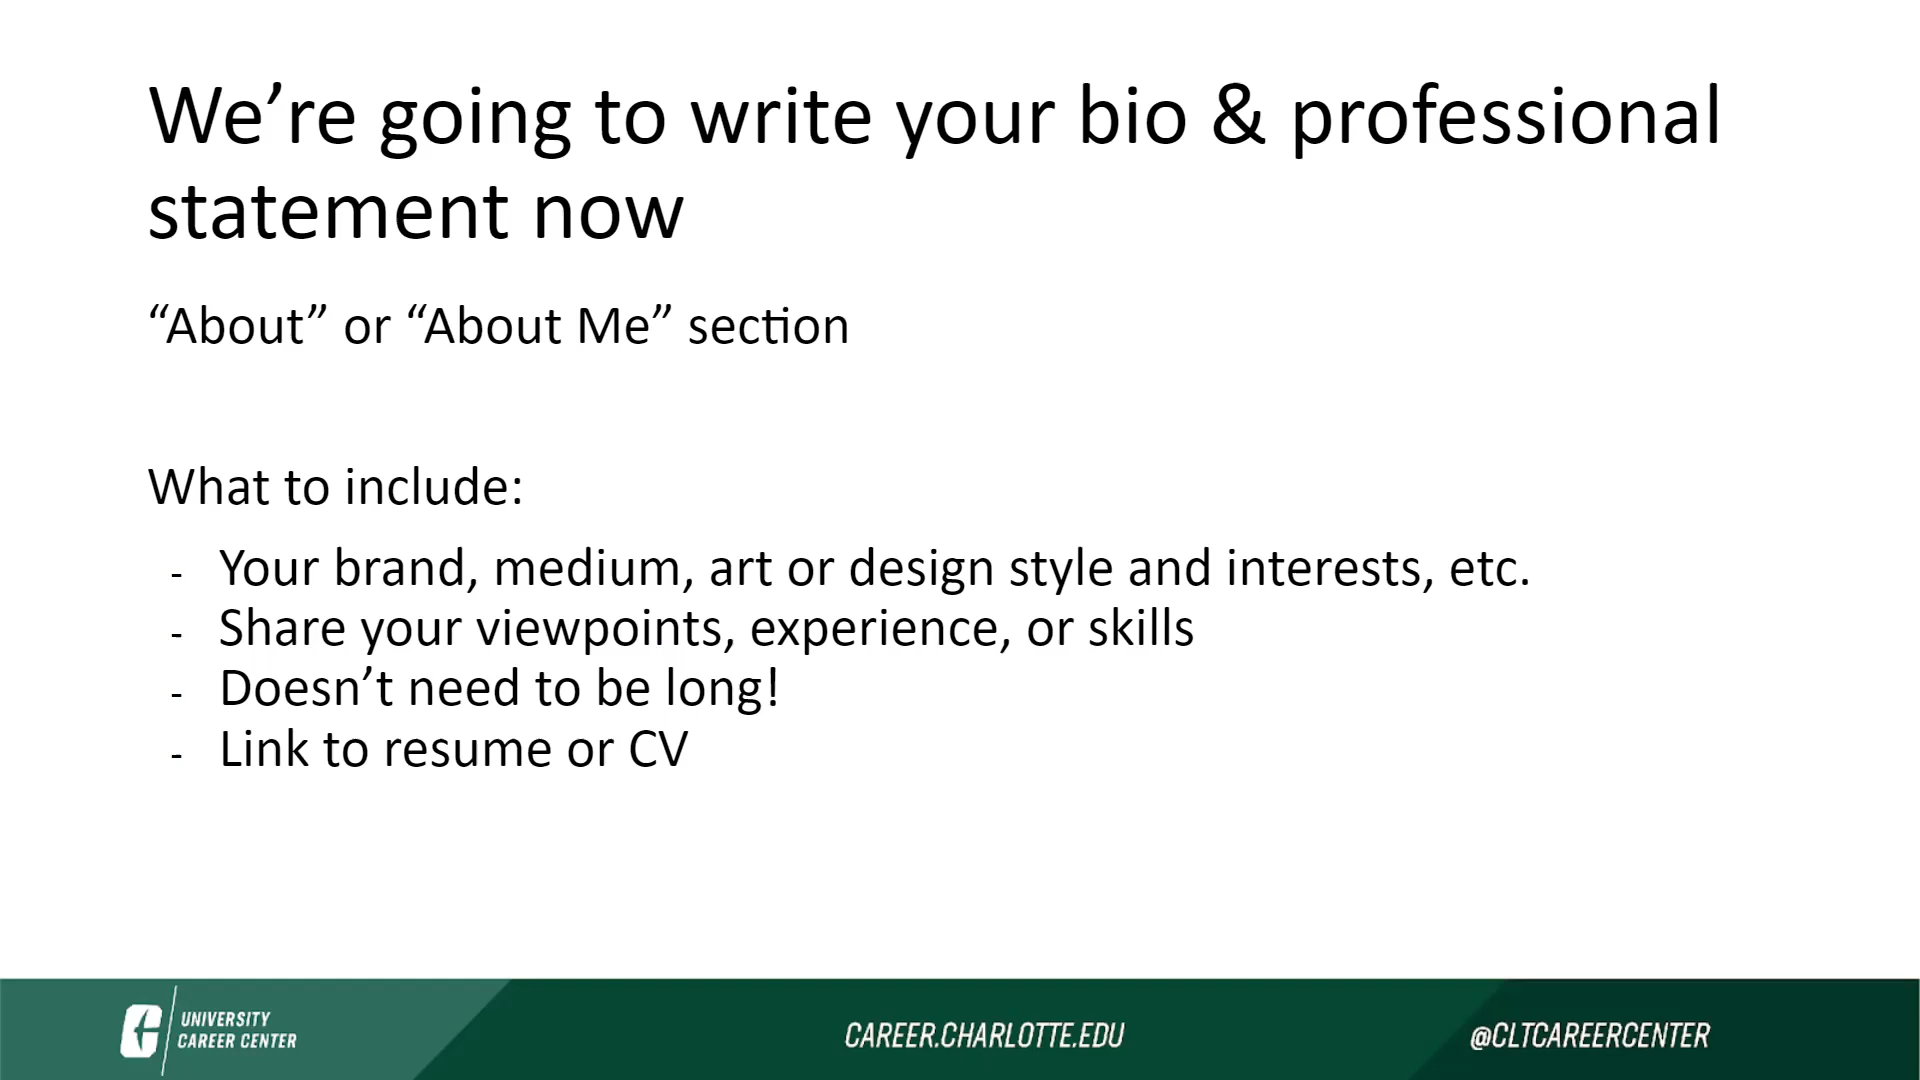 We’re going to write your bio & professional
statement now
“About” or “About Me” section
What to include:
- Your brand, medium, art or design style and interests, etc.
- Share your viewpoints, experience, or skills
- Doesn’t need to be long!
- Link to resume or CV
UNIVERSITY
CAREER CENTER
CAREER.CHARLOTTE.EDU
@CLTCAREERCENTER